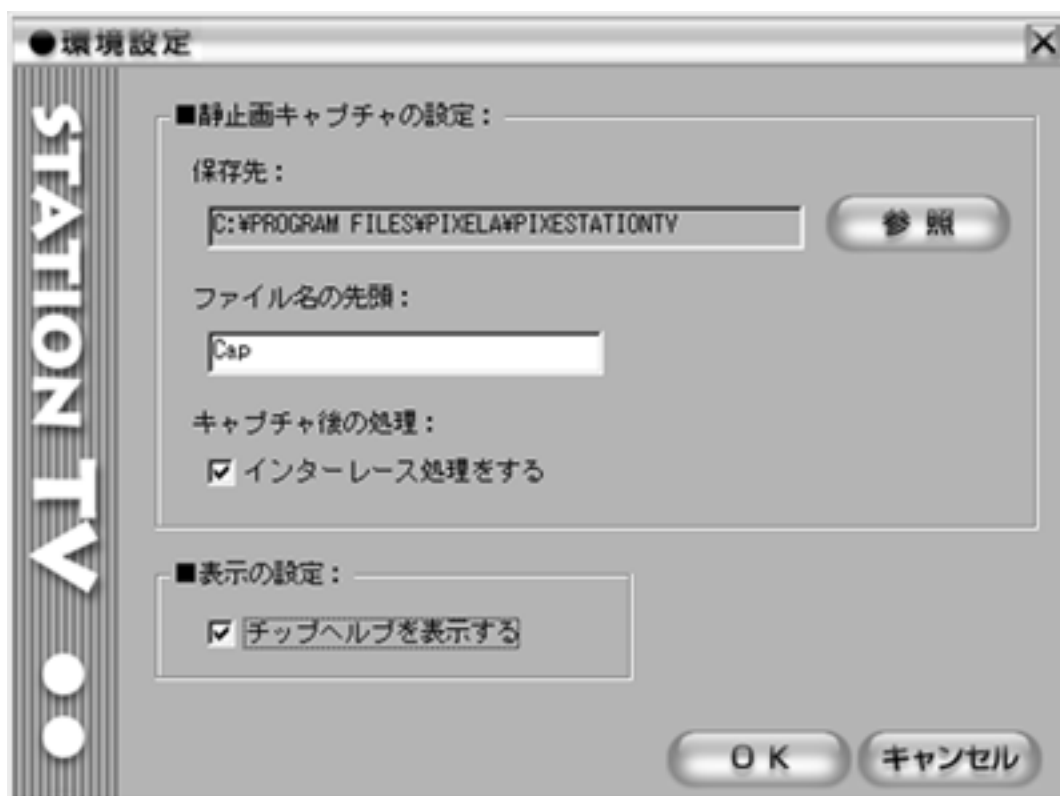 ●環境設定
STATION TV
■静止画キャプチャの設定：
保存先：
C:¥PROGRAM FILES¥PIXELA¥PIXESTATIONTV
参照
ファイル名の先頭：
Cap
キャプチャ後の処理：
インターレース処理をする
■表示の設定：
チップヘルプを表示する
OK
キャンセル